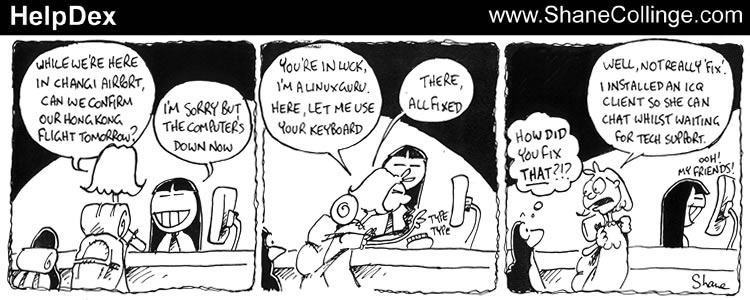 HelpDex
www.ShaneCollinge.com
WHILE WE'RE HERE
IN CHANGI AIRPORT,
CAN WE CONFIRM
OUR HONG KONG
FLIGHT TOMORROW?
I'M SORRY BUT
THE COMPUTER'S
DOWN NOW
YOU'RE IN LUCK,
I'M A LINUX GURU.
HERE, LET ME USE
YOUR KEYBOARD
THERE,
ALL FIXED
TYPE
TYPE
HOW DID
YOU FIX
THAT?!?
WELL, NOT REALLY 'FIX'.
I INSTALLED AN ICQ
CLIENT SO SHE CAN
CHAT WHILST WAITING
FOR TECH SUPPORT.
OOH!
MY FRIENDS!
Shane